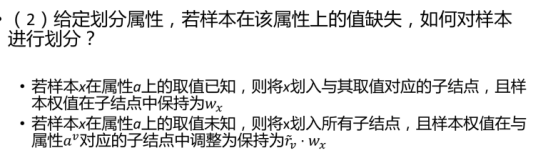 • (2)给定划分属性，若样本在该属性上的值缺失，如何对样本
进行划分？
• 若样本x在属性a上的取值已知，则将x划入与其取值对应的子结点，且样
本权值在子结点中保持为wₓ
• 若样本x在属性a上的取值未知，则将x划入所有子结点，且样本权值在与
属性aᵛ对应的子结点中调整为保持为r̃ᵥ · wₓ